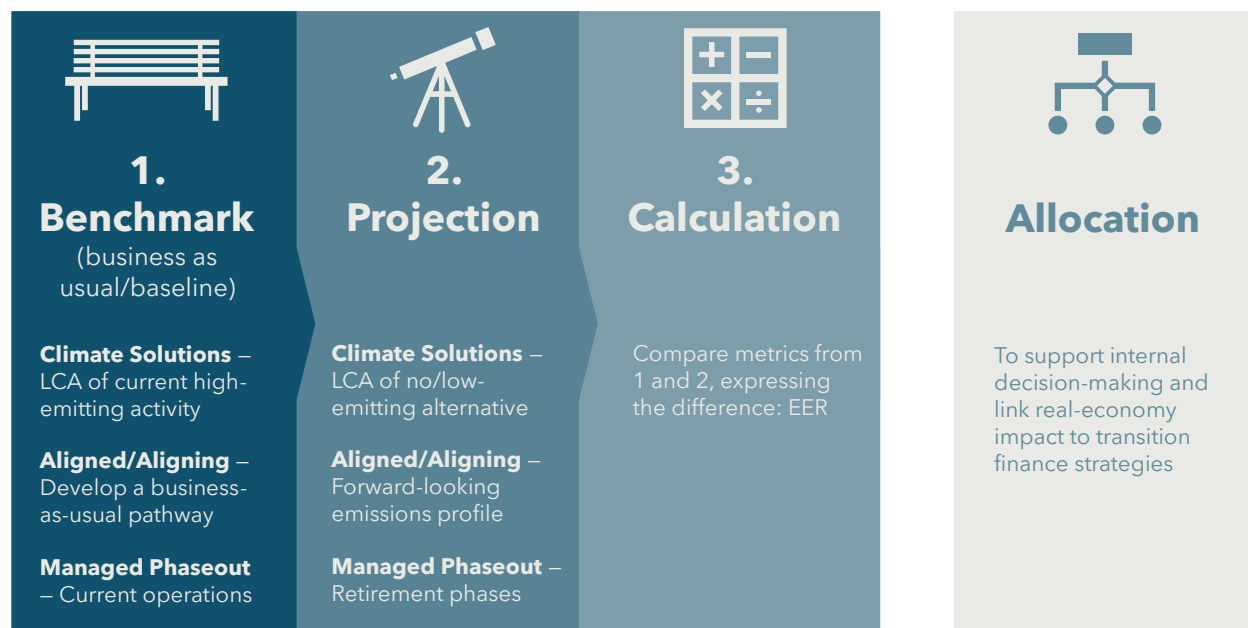 1.
Benchmark
(business as
usual/baseline)
Climate Solutions –
LCA of current high-
emitting activity
Aligned/Aligning –
Develop a business-
as-usual pathway
Managed Phaseout
– Current operations
2.
Projection
Climate Solutions –
LCA of no/low-
emitting alternative
Aligned/Aligning –
Forward-looking
emissions profile
Managed Phaseout –
Retirement phases
3.
Calculation
Compare metrics from
1 and 2, expressing
the difference: EER
Allocation
To support internal
decision-making and
link real-economy
impact to transition
finance strategies